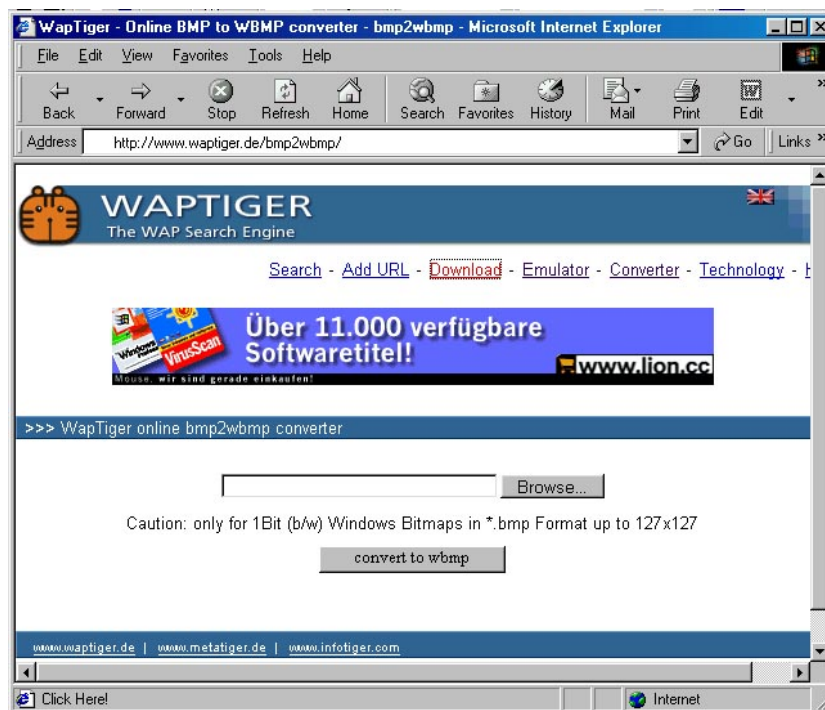 WapTiger - Online BMP to WBMP converter - bmp2wbmp - Microsoft Internet Explorer
File Edit View Favorites Tools Help
Back Forward Stop Refresh Home Search Favorites History Mail Print Edit
Address http://www.waptiger.de/bmp2wbmp/ Go Links
WAPTIGER
The WAP Search Engine
Search - Add URL - Download - Emulator - Converter - Technology -
Windows
VirusScan
Über 11.000 verfügbare
Softwaretitel!
www.lion.cc
Mouse, wir sind gerade einkaufen!
>>> WapTiger online bmp2wbmp converter
Browse...
Caution: only for 1Bit (b/w) Windows Bitmaps in *.bmp Format up to 127x127
convert to wbmp
www.waptiger.de | www.metatiger.de | www.infotiger.com
Click Here! Internet